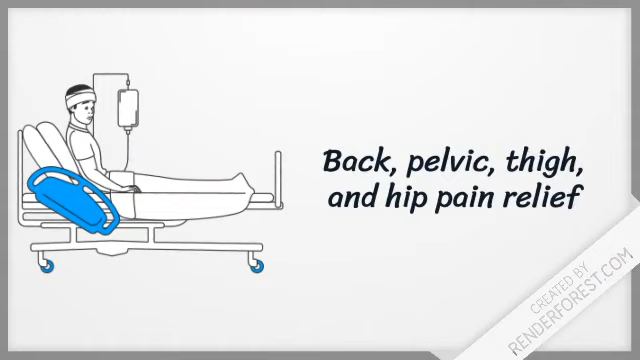 Back, pelvic, thigh,
and hip pain relief
CREATED BY
RENDERFOREST.COM